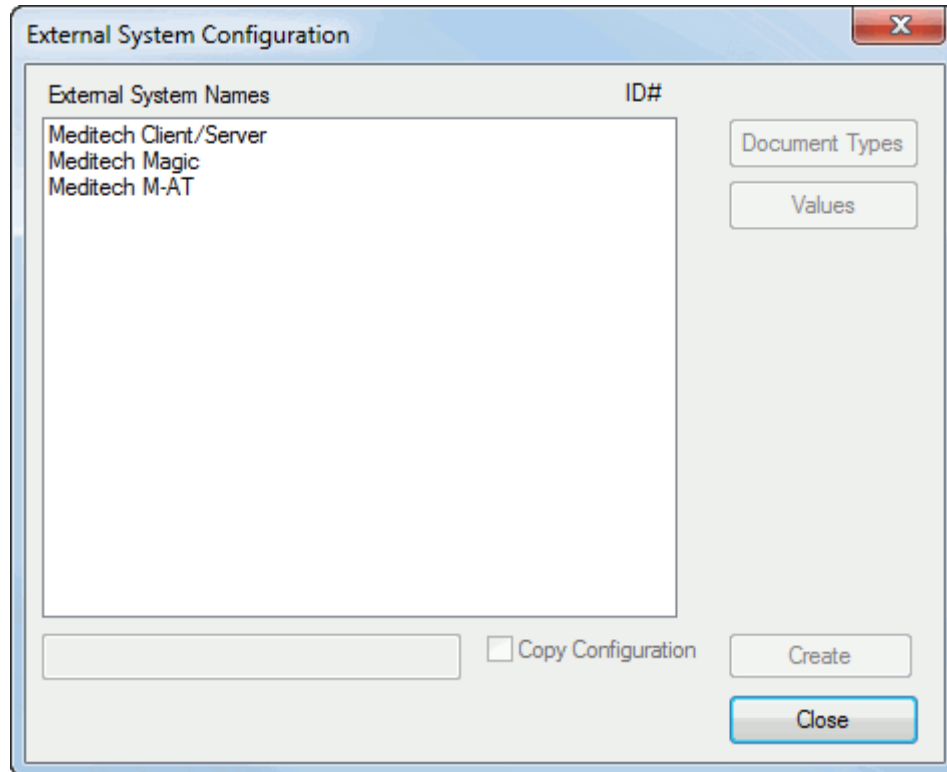 External System Configuration
External System Names ID#
Meditech Client/Server
Meditech Magic
Meditech M-AT
Document Types
Values
Copy Configuration
Create
Close